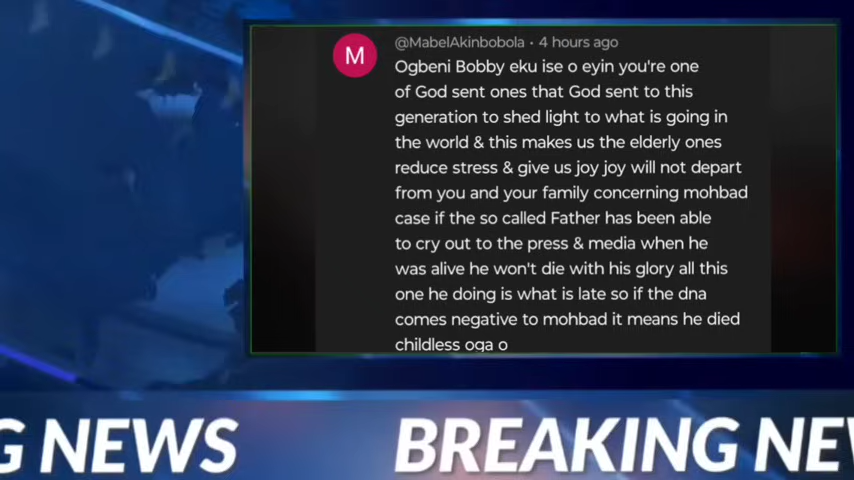 M
@MabelAkinbobola · 4 hours ago
Ogbeni Bobby eku ise o eyin you're one
of God sent ones that God sent to this
generation to shed light to what is going in
the world & this makes us the elderly ones
reduce stress & give us joy joy will not depart
from you and your family concerning mohbad
case if the so called Father has been able
to cry out to the press & media when he
was alive he won't die with his glory all this
one he doing is what is late so if the dna
comes negative to mohbad it means he died
childless oga o
G NEWS BREAKING NEW